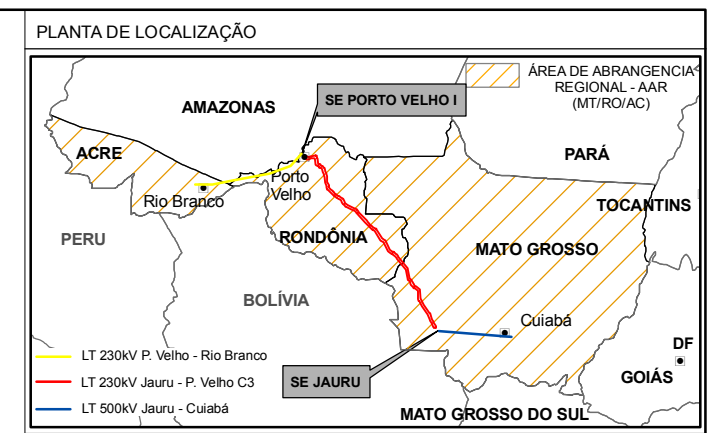 PLANTA DE LOCALIZAÇÃO
ÁREA DE ABRANGENCIA
REGIONAL - AAR
(MT/RO/AC)
AMAZONAS
SE PORTO VELHO I
ACRE
PARÁ
Porto
Velho
Rio Branco
TOCANTINS
PERU
RONDÔNIA
MATO GROSSO
BOLÍVIA
Cuiabá
DF
LT 230kV P. Velho - Rio Branco
LT 230kV Jauru - P. Velho C3
SE JAURU
GOIÁS
LT 500kV Jauru - Cuiabá
MATO GROSSO DO SUL